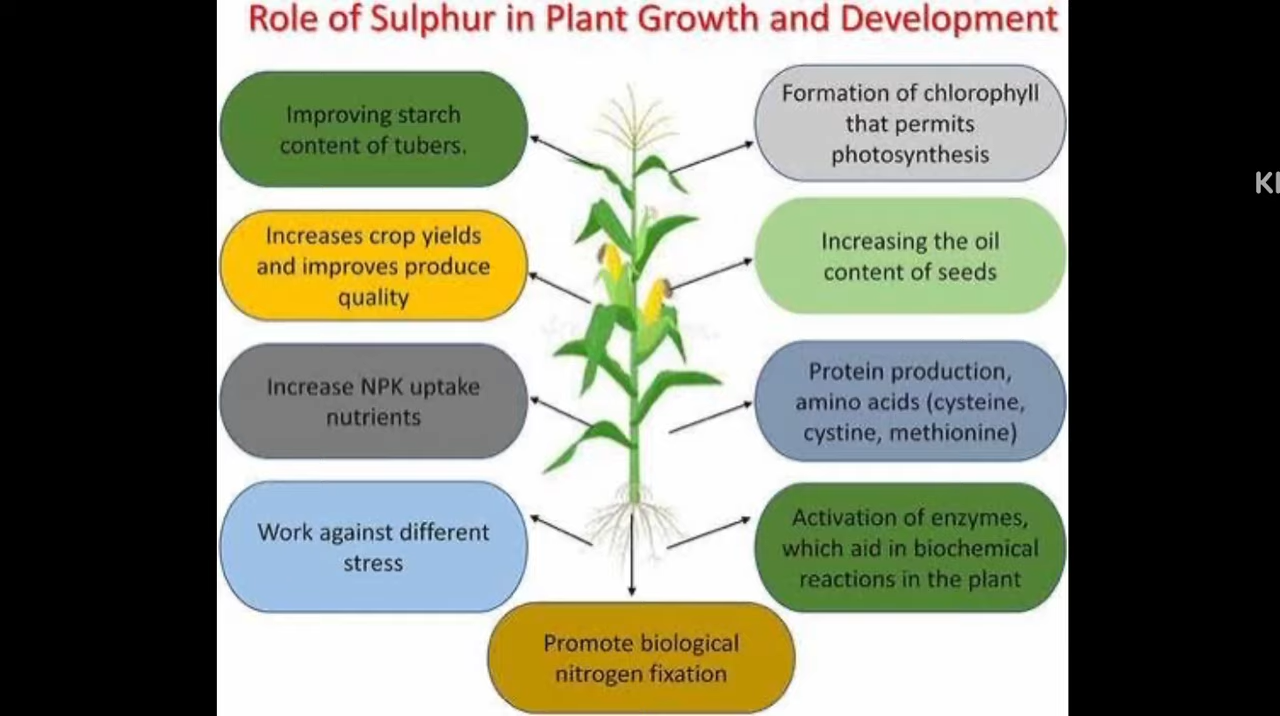 Role of Sulphur in Plant Growth and Development
Improving starch
content of tubers.
Formation of chlorophyll
that permits
photosynthesis
Increases crop yields
and improves produce
quality
Increasing the oil
content of seeds
Increase NPK uptake
nutrients
Protein production,
amino acids (cysteine,
cystine, methionine)
Work against different
stress
Activation of enzymes,
which aid in biochemical
reactions in the plant
Promote biological
nitrogen fixation